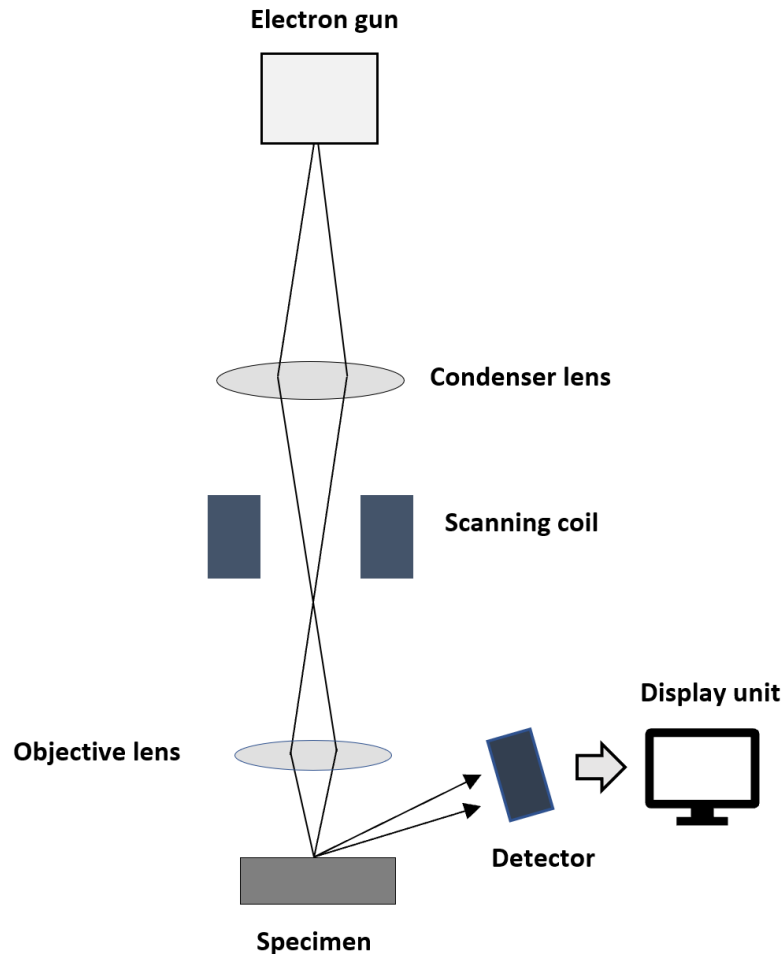 Electron gun
Condenser lens
Scanning coil
Display unit
Objective lens
Detector
Specimen